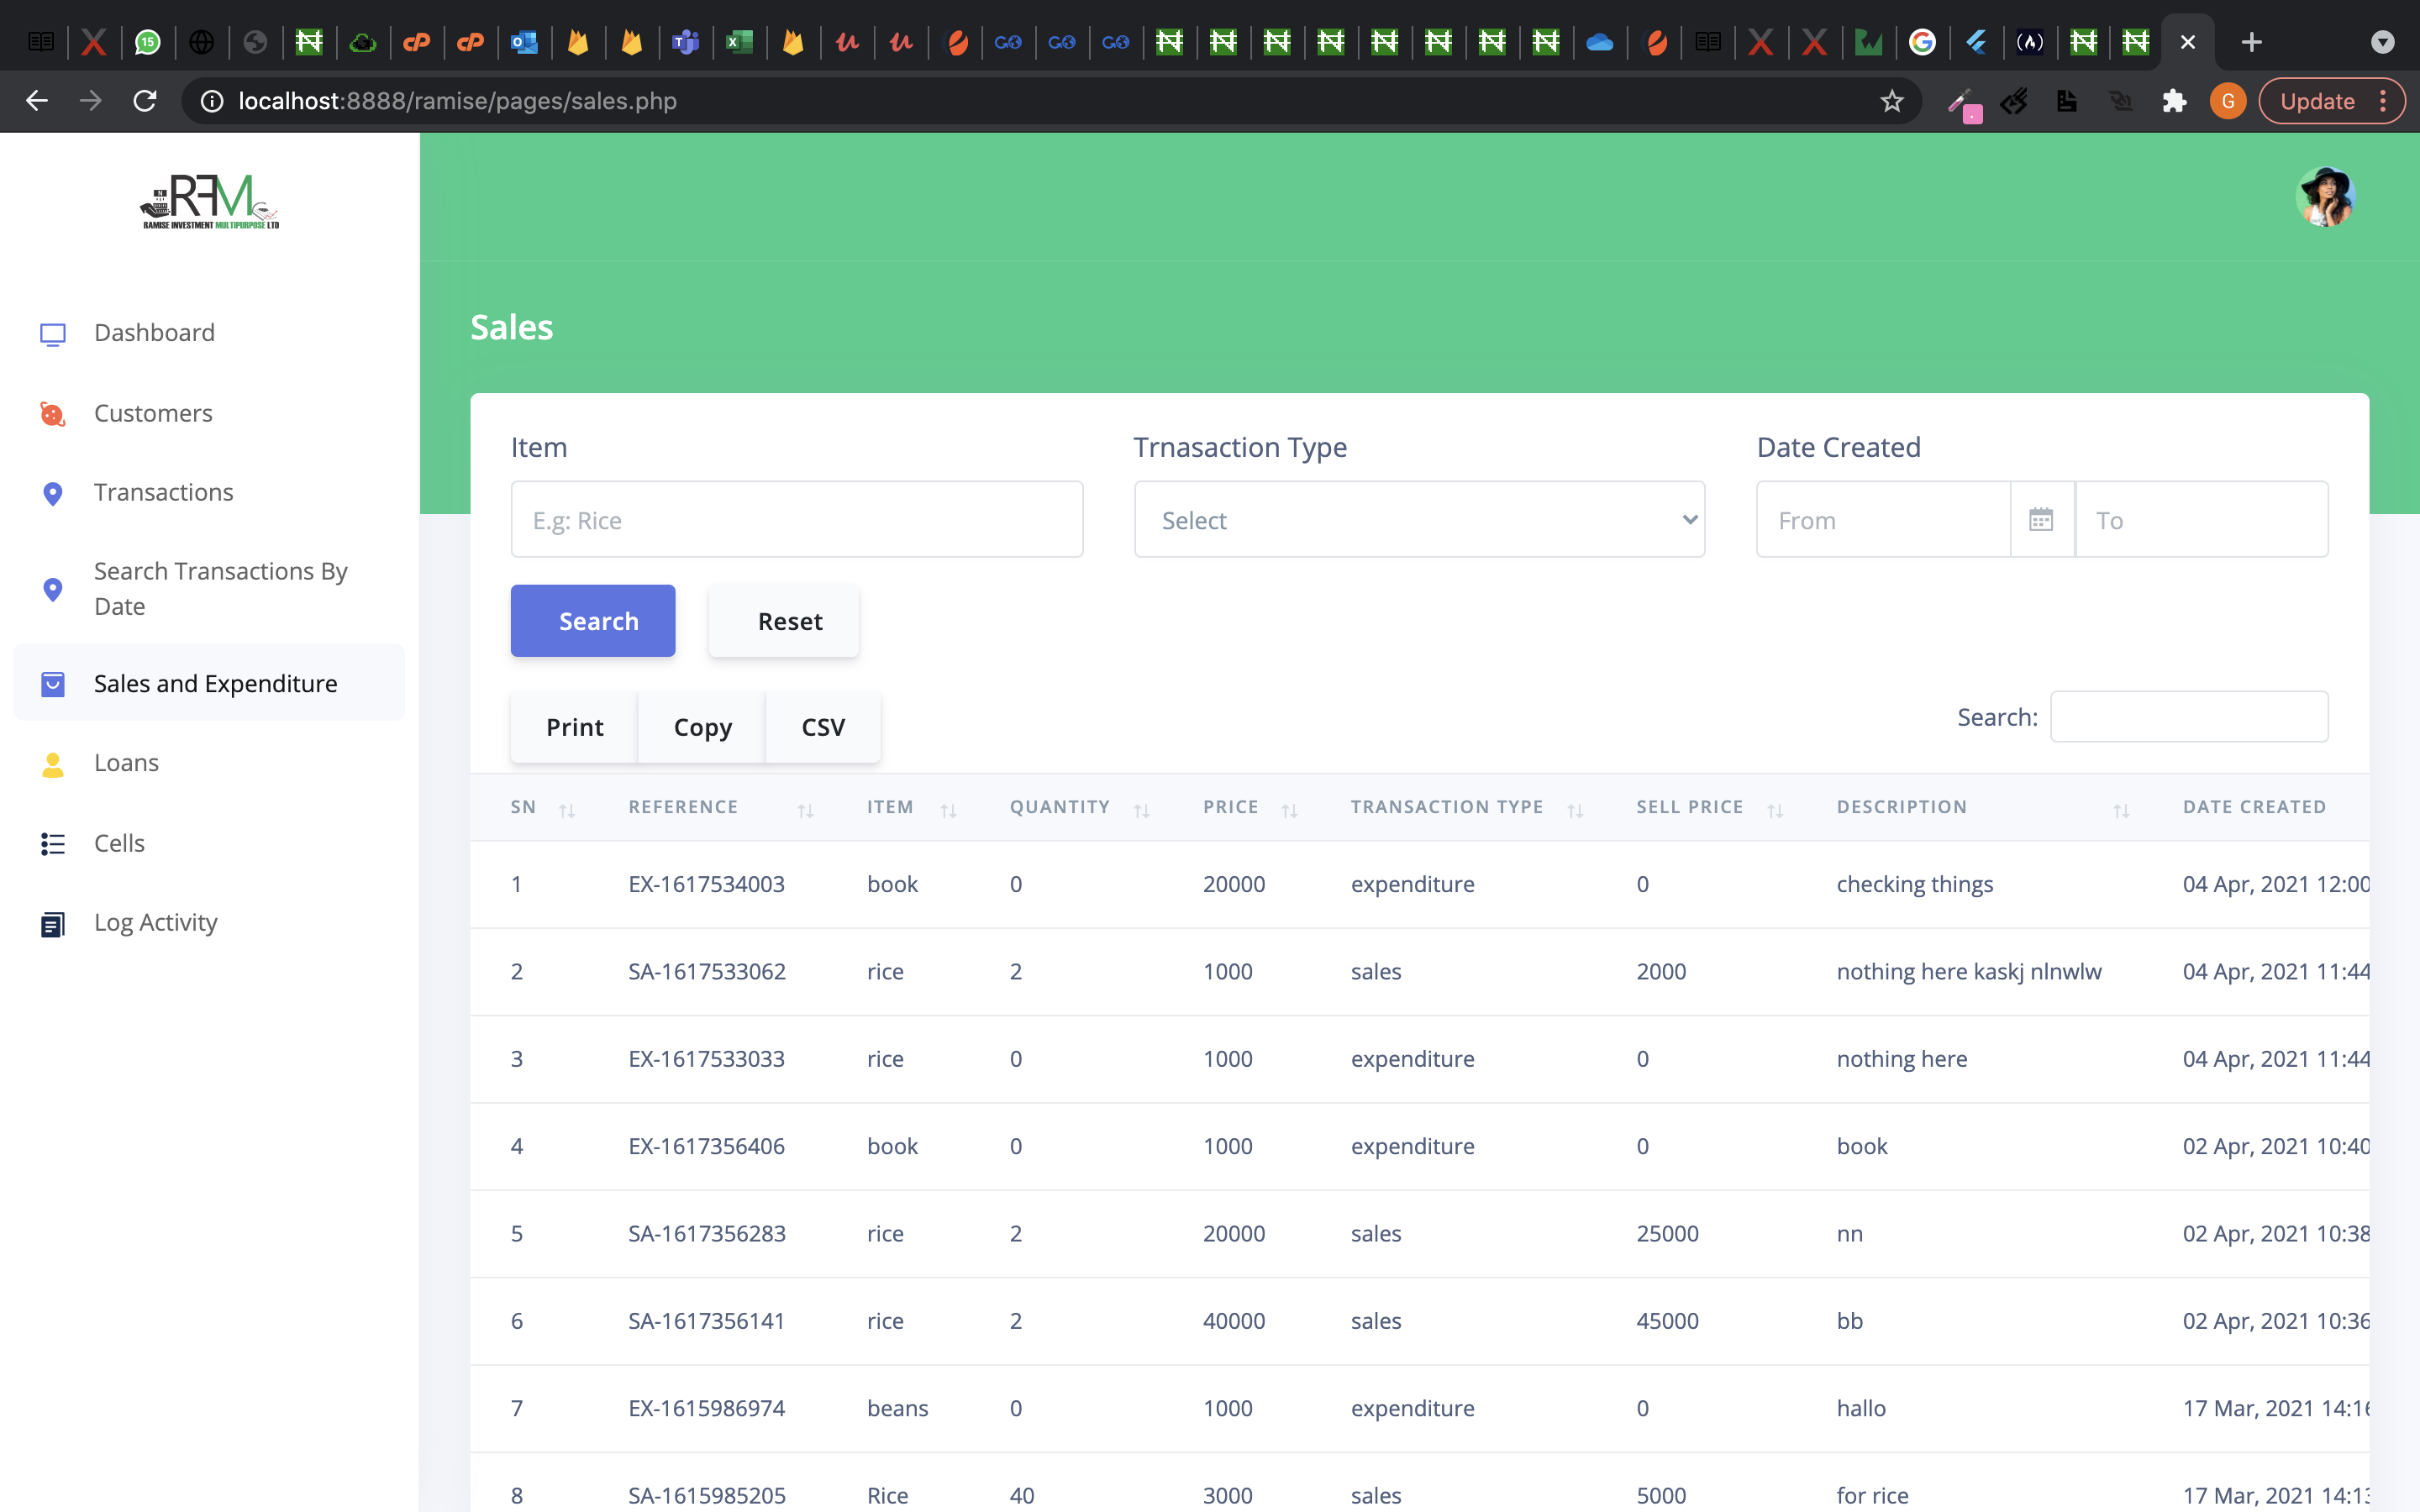 15
localhost:8888/ramise/pages/sales.php
G
Update
RFM
RAMISE INVESTMENT MULTIPURPOSE LTD
Dashboard
Customers
Transactions
Search Transactions By
Date
Sales and Expenditure
Loans
Cells
Log Activity
Sales
Item Trnasaction Type Date Created
E.g: Rice Select From To
Search Reset
Print Copy CSV Search:
SN REFERENCE ITEM QUANTITY PRICE TRANSACTION TYPE SELL PRICE DESCRIPTION DATE CREATED
1 EX-1617534003 book 0 20000 expenditure 0 checking things 04 Apr, 2021 12:00
2 SA-1617533062 rice 2 1000 sales 2000 nothing here kaskj nlnwlw 04 Apr, 2021 11:44
3 EX-1617533033 rice 0 1000 expenditure 0 nothing here 04 Apr, 2021 11:44
4 EX-1617356406 book 0 1000 expenditure 0 book 02 Apr, 2021 10:40
5 SA-1617356283 rice 2 20000 sales 25000 nn 02 Apr, 2021 10:38
6 SA-1617356141 rice 2 40000 sales 45000 bb 02 Apr, 2021 10:36
7 EX-1615986974 beans 0 1000 expenditure 0 hallo 17 Mar, 2021 14:16
8 SA-1615985205 Rice 40 3000 sales 5000 for rice 17 Mar, 2021 14:13